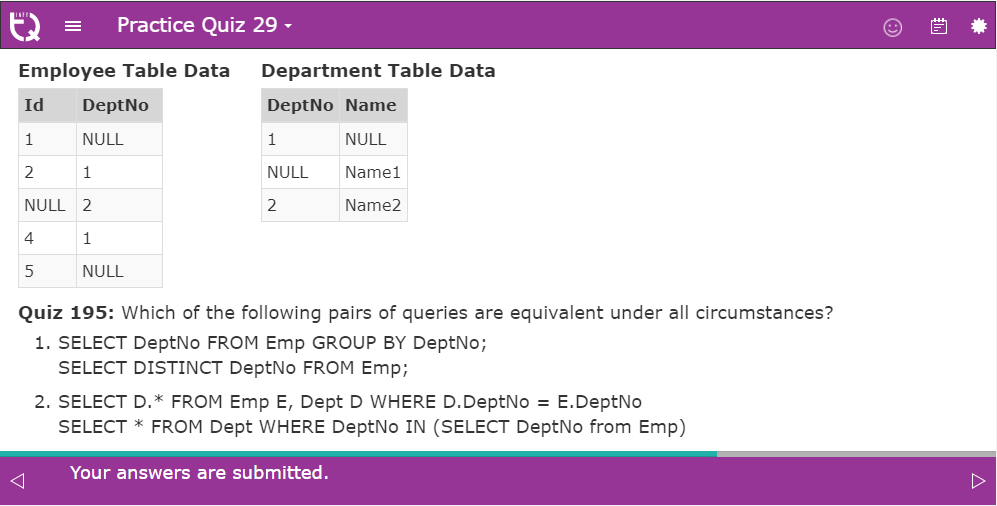 Practice Quiz 29
Employee Table Data
Id DeptNo
1 NULL
2 1
NULL 2
4 1
5 NULL
Department Table Data
DeptNo Name
1 NULL
NULL Name1
2 Name2
Quiz 195: Which of the following pairs of queries are equivalent under all circumstances?
1. SELECT DeptNo FROM Emp GROUP BY DeptNo;
SELECT DISTINCT DeptNo FROM Emp;
2. SELECT D.* FROM Emp E, Dept D WHERE D.DeptNo = E.DeptNo
SELECT * FROM Dept WHERE DeptNo IN (SELECT DeptNo from Emp)
Your answers are submitted.